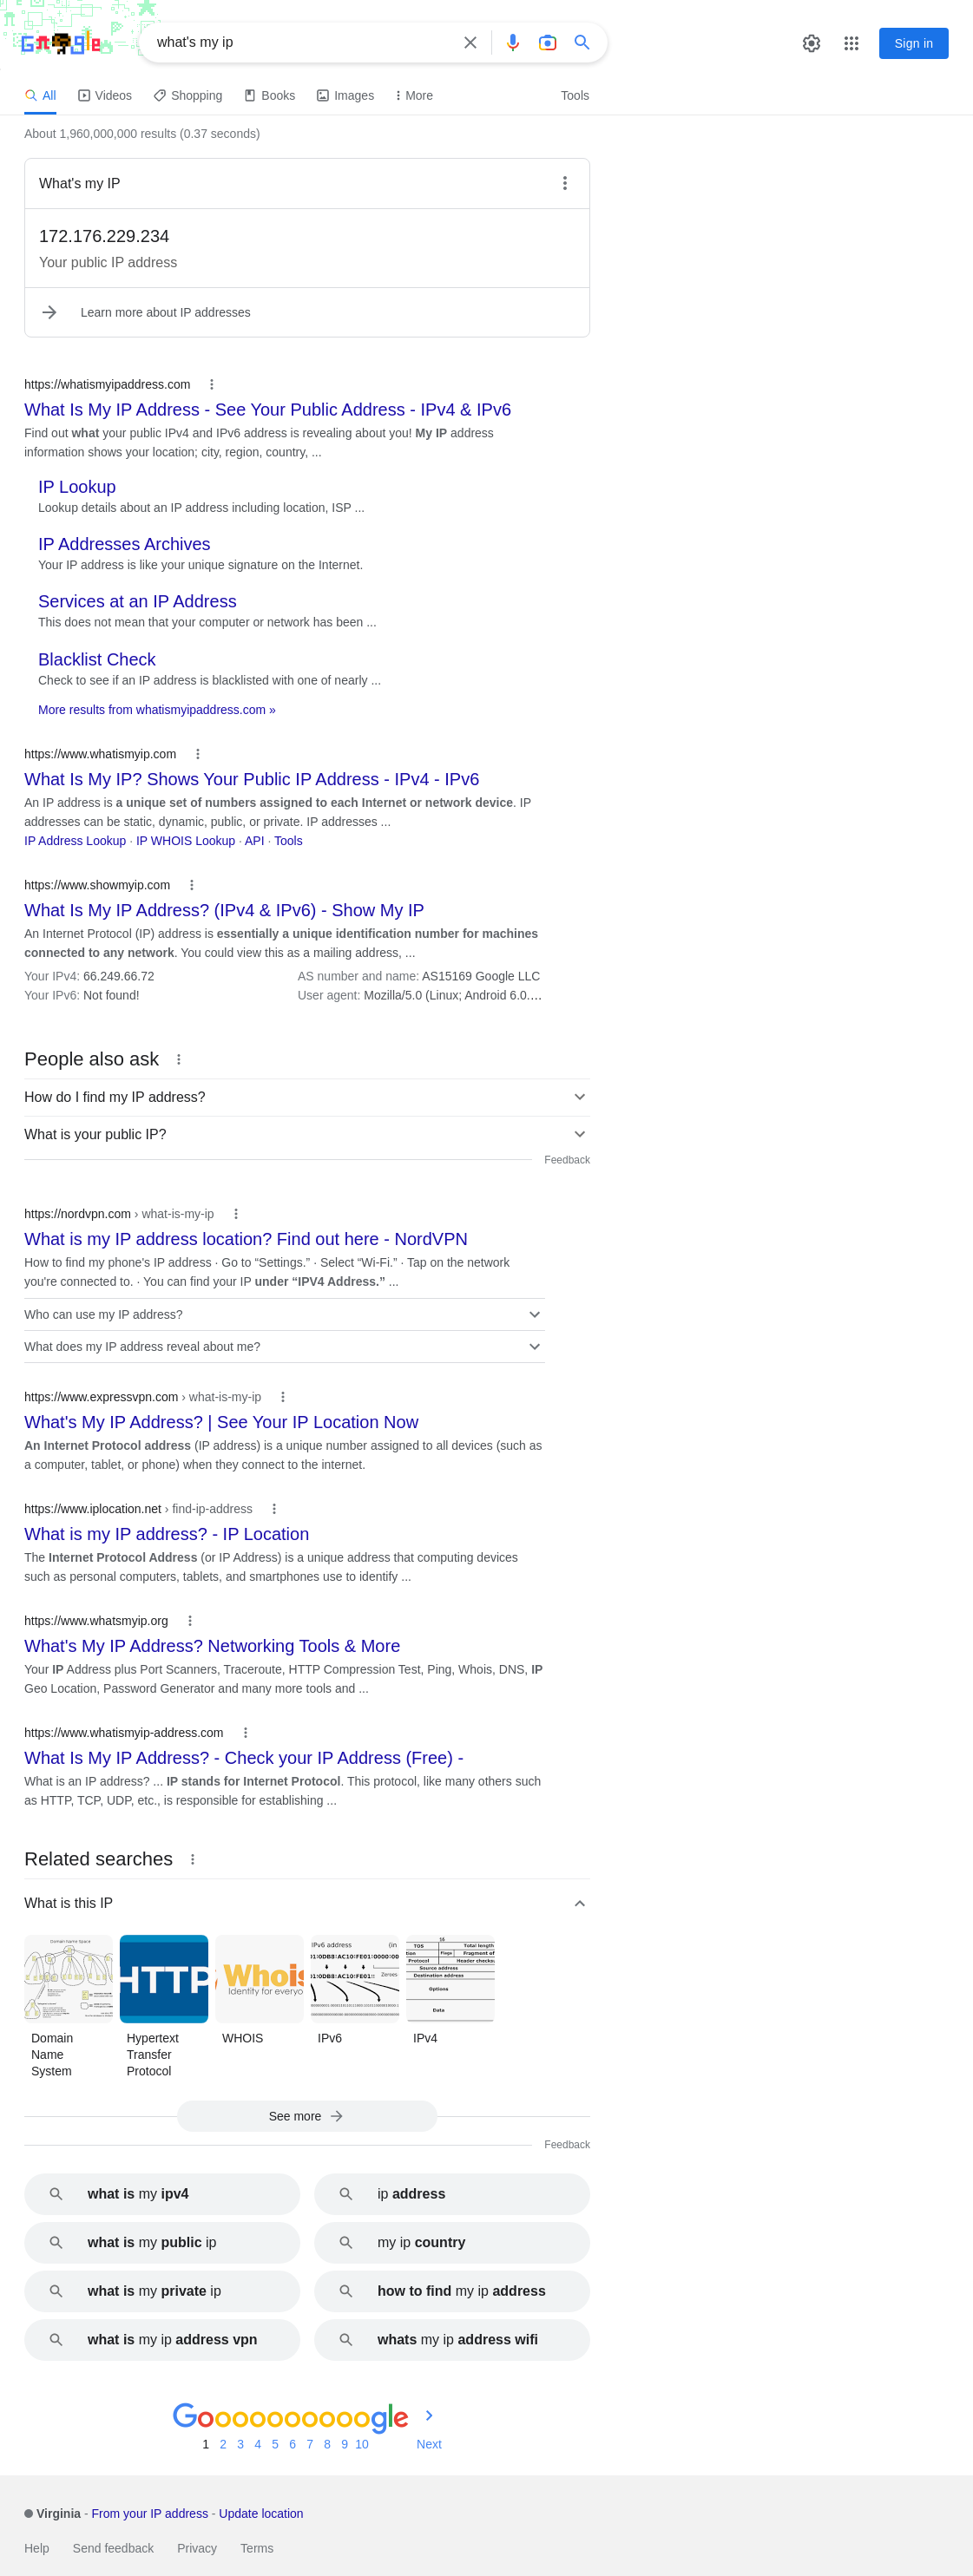 Google
what's my ip
Sign in
All
Videos
Shopping
Books
Images
More
Tools
About 1,960,000,000 results (0.37 seconds)
What's my IP
172.176.229.234
Your public IP address
Learn more about IP addresses
https://whatismyipaddress.com
What Is My IP Address - See Your Public Address - IPv4 & IPv6
Find out what your public IPv4 and IPv6 address is revealing about you! My IP address
information shows your location; city, region, country, ...
IP Lookup
Lookup details about an IP address including location, ISP ...
IP Addresses Archives
Your IP address is like your unique signature on the Internet.
Services at an IP Address
This does not mean that your computer or network has been ...
Blacklist Check
Check to see if an IP address is blacklisted with one of nearly ...
More results from whatismyipaddress.com »
https://www.whatismyip.com
What Is My IP? Shows Your Public IP Address - IPv4 - IPv6
An IP address is a unique set of numbers assigned to each Internet or network device. IP
addresses can be static, dynamic, public, or private. IP addresses ...
IP Address Lookup · IP WHOIS Lookup · API · Tools
https://www.showmyip.com
What Is My IP Address? (IPv4 & IPv6) - Show My IP
An Internet Protocol (IP) address is essentially a unique identification number for machines
connected to any network. You could view this as a mailing address, ...
Your IPv4: 66.249.66.72
AS number and name: AS15169 Google LLC
Your IPv6: Not found!
User agent: Mozilla/5.0 (Linux; Android 6.0....
People also ask
How do I find my IP address?
What is your public IP?
Feedback
https://nordvpn.com › what-is-my-ip
What is my IP address location? Find out here - NordVPN
How to find my phone's IP address · Go to “Settings.” · Select “Wi-Fi.” · Tap on the network
you're connected to. · You can find your IP under “IPV4 Address.” ...
Who can use my IP address?
What does my IP address reveal about me?
https://www.expressvpn.com › what-is-my-ip
What's My IP Address? | See Your IP Location Now
An Internet Protocol address (IP address) is a unique number assigned to all devices (such as
a computer, tablet, or phone) when they connect to the internet.
https://www.iplocation.net › find-ip-address
What is my IP address? - IP Location
The Internet Protocol Address (or IP Address) is a unique address that computing devices
such as personal computers, tablets, and smartphones use to identify ...
https://www.whatsmyip.org
What's My IP Address? Networking Tools & More
Your IP Address plus Port Scanners, Traceroute, HTTP Compression Test, Ping, Whois, DNS, IP
Geo Location, Password Generator and many more tools and ...
https://www.whatismyip-address.com
What Is My IP Address? - Check your IP Address (Free) -
What is an IP address? ... IP stands for Internet Protocol. This protocol, like many others such
as HTTP, TCP, UDP, etc., is responsible for establishing ...
Related searches
What is this IP
Domain Name Space
HTTP
Whois
Identity for everyo
IPv6 address
(in
Zeroes
16
TOS
Total length
Flags
Fragment of
Protocol
Header checks
Source address
Destination address
Options
Data
Domain
Name
System
Hypertext
Transfer
Protocol
WHOIS
IPv6
IPv4
See more
Feedback
what is my ipv4
ip address
what is my public ip
my ip country
what is my private ip
how to find my ip address
what is my ip address vpn
whats my ip address wifi
Goooooooooogle
1 2 3 4 5 6 7 8 9 10
Next
Virginia - From your IP address - Update location
Help
Send feedback
Privacy
Terms